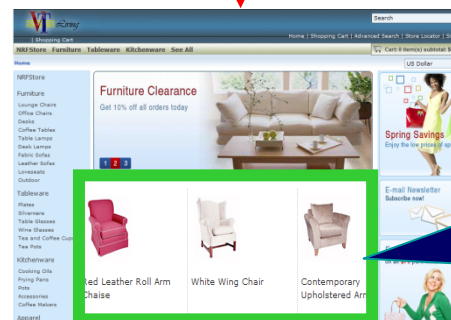 VT Living
Search
| Shopping Cart
Home | Shopping Cart | Advanced Search | Store Locator |
NRFStore Furniture Tableware Kitchenware See All
Cart: 0 item(s) subtotal: $
Home
US Dollar
NRFStore
Furniture
Lounge Chairs
Office Chairs
Desks
Coffee Tables
Table Lamps
Desk Lamps
Fabric Sofas
Leather Sofas
Loveseats
Outdoor
Tableware
Plates
Silverware
Table Glasses
Wine Glasses
Tea and Coffee Cups
Tea Pots
Kitchenware
Cooking Oils
Frying Pans
Pots
Accessories
Coffee Makers
Apparel
Furniture Clearance
Get 10% off all orders today
1 2 3
Red Leather Roll Arm
Chaise
White Wing Chair
Contemporary
Upholstered Arm
Spring Savings
Enjoy the low prices of sp
E-mail Newsletter
Subscribe now!